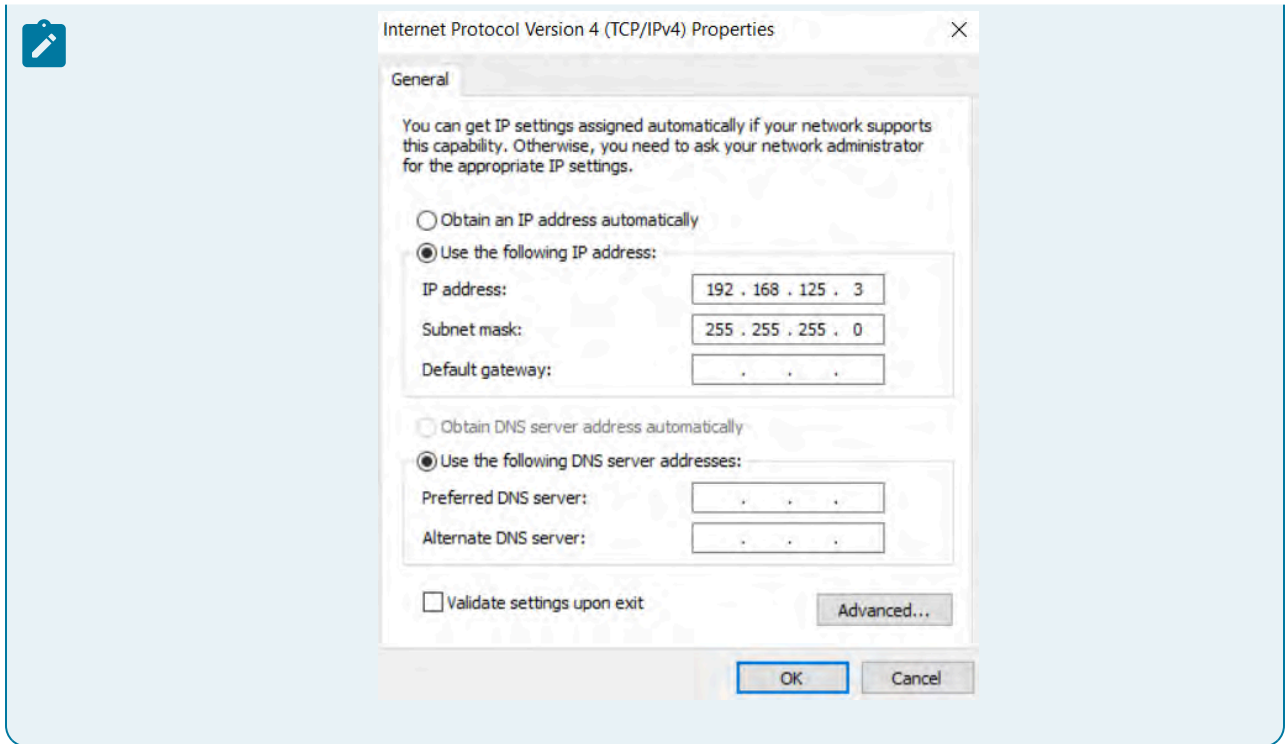 Internet Protocol Version 4 (TCP/IPv4) Properties
General
You can get IP settings assigned automatically if your network supports
this capability. Otherwise, you need to ask your network administrator
for the appropriate IP settings.
Obtain an IP address automatically
Use the following IP address:
IP address: 192 . 168 . 125 . 3
Subnet mask: 255 . 255 . 255 . 0
Default gateway: . . .
Obtain DNS server address automatically
Use the following DNS server addresses:
Preferred DNS server: . . .
Alternate DNS server: . . .
Validate settings upon exit
Advanced...
OK Cancel